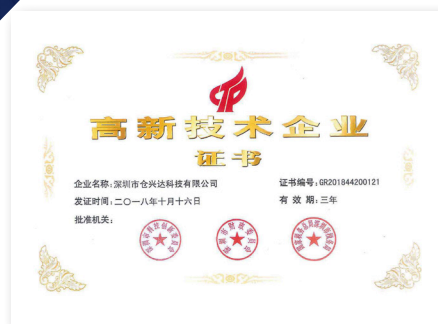 高新技术企业
证书
企业名称：深圳市仓兴达科技有限公司
证书编号：GR201844200121
发证时间：二〇一八年十月十六日
有 效 期：三年
批准机关：